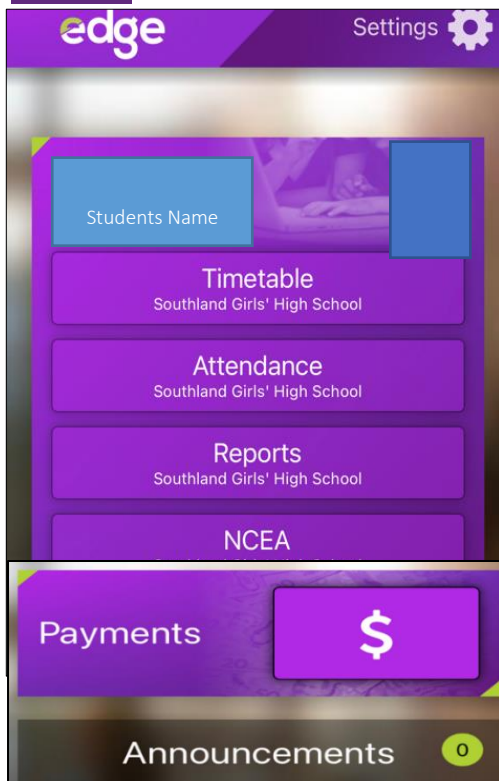 edge
Settings
Students Name
Timetable
Southland Girls' High School
Attendance
Southland Girls' High School
Reports
Southland Girls' High School
NCEA
Payments
$
Announcements
0